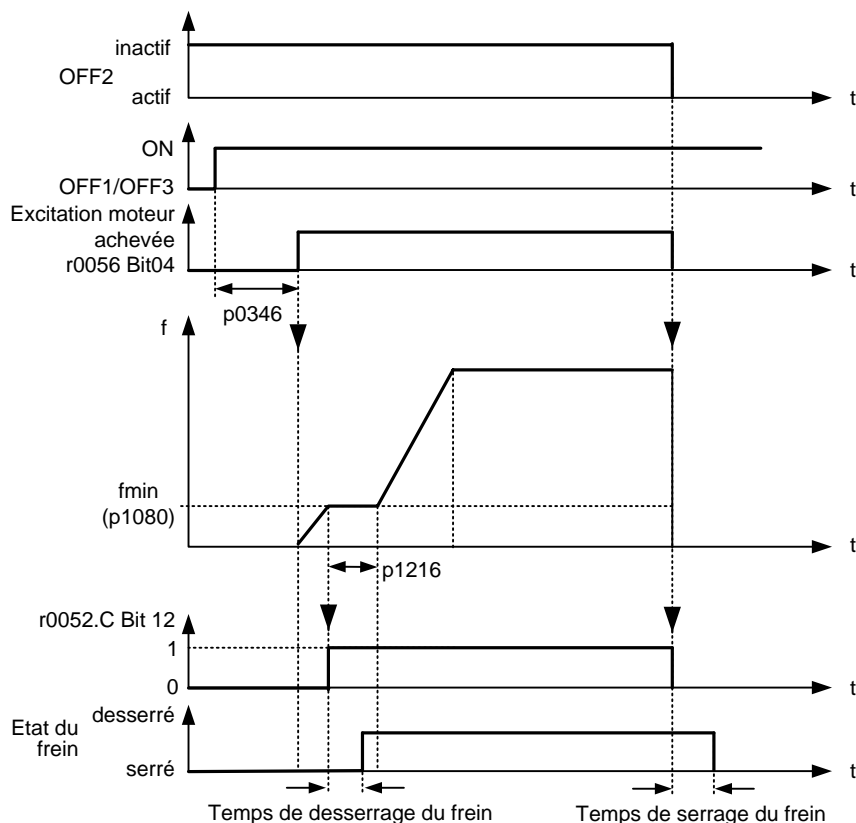 inactif
OFF2
actif
t
ON
OFF1/OFF3
t
Excitation moteur
achevée
r0056 Bit04
t
p0346
f
fmin
(p1080)
t
p1216
r0052.C Bit 12
1
0
t
desserré
Etat du
frein
serré
t
Temps de desserrage du frein
Temps de serrage du frein